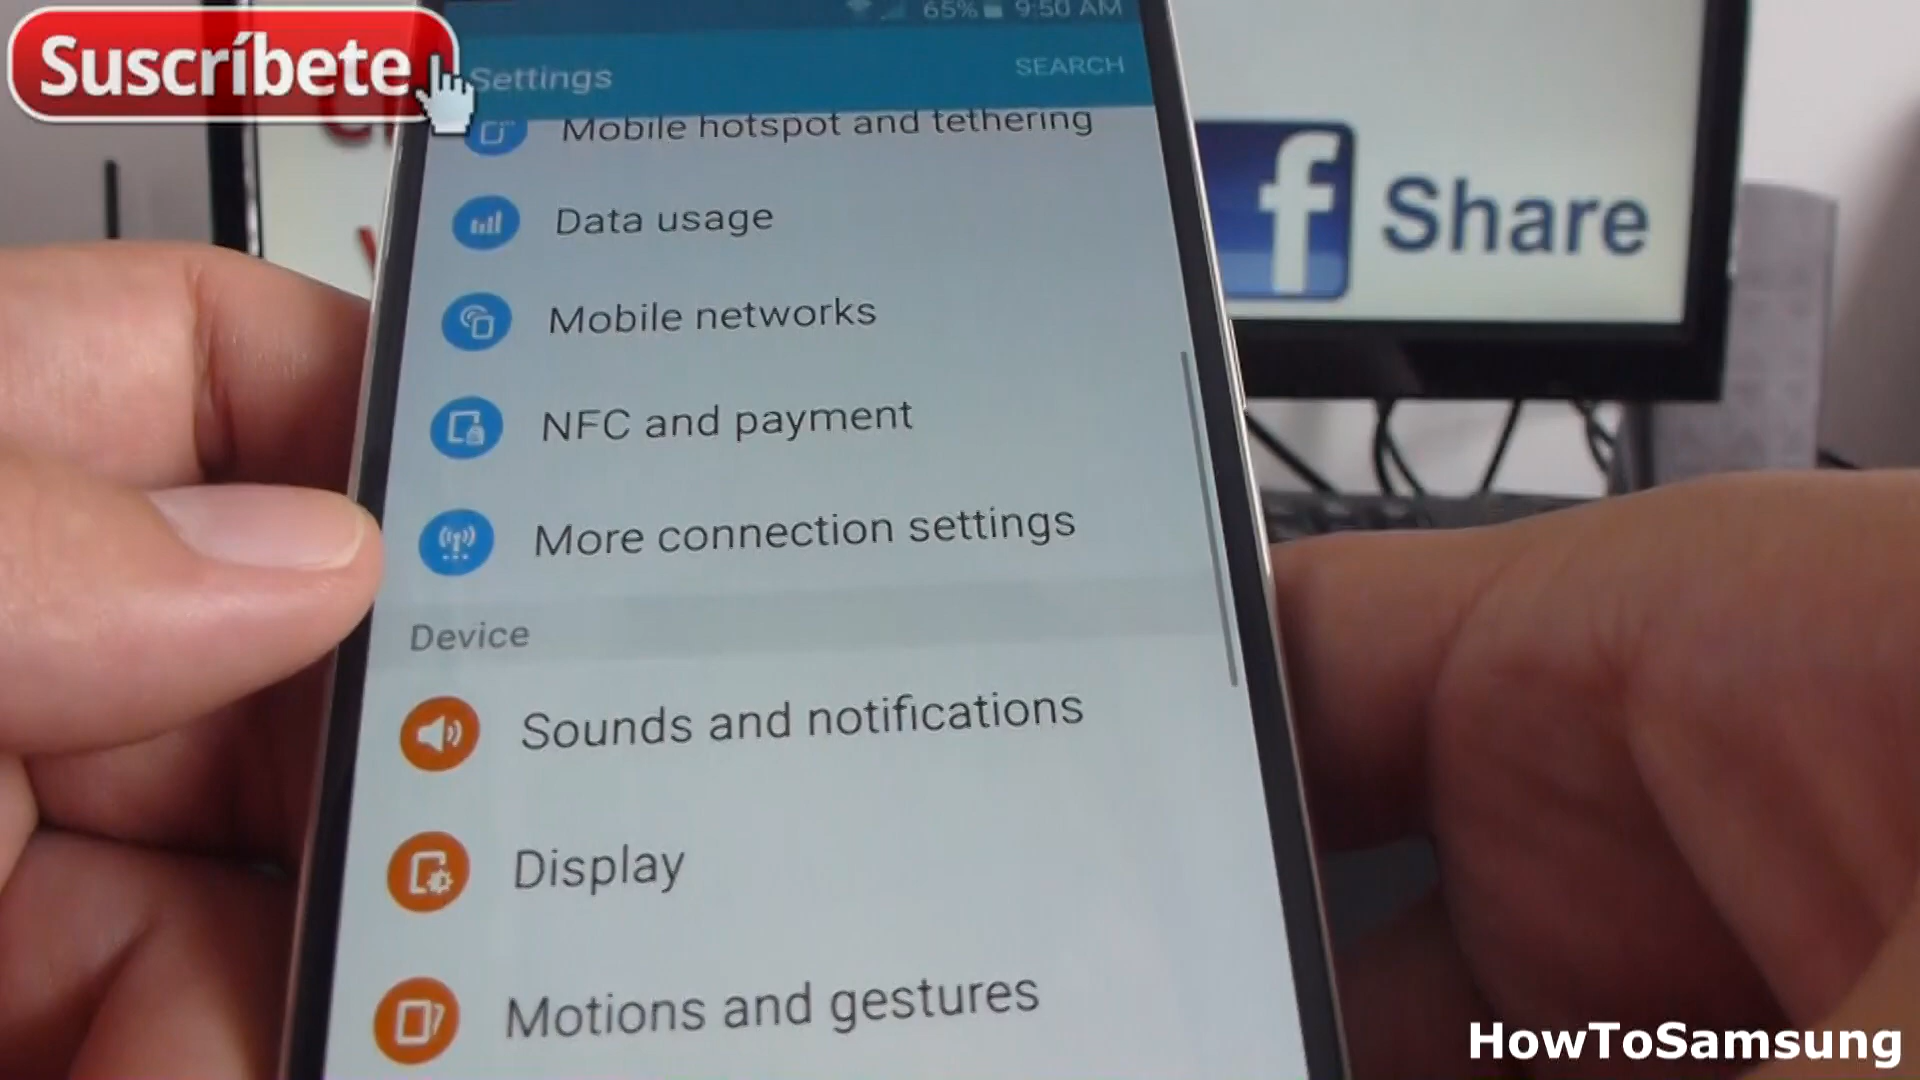 Suscríbete
65% 9:50 AM
Settings
SEARCH
Mobile hotspot and tethering
Data usage
Mobile networks
NFC and payment
More connection settings
Device
Sounds and notifications
Display
Motions and gestures
f Share
HowToSamsung